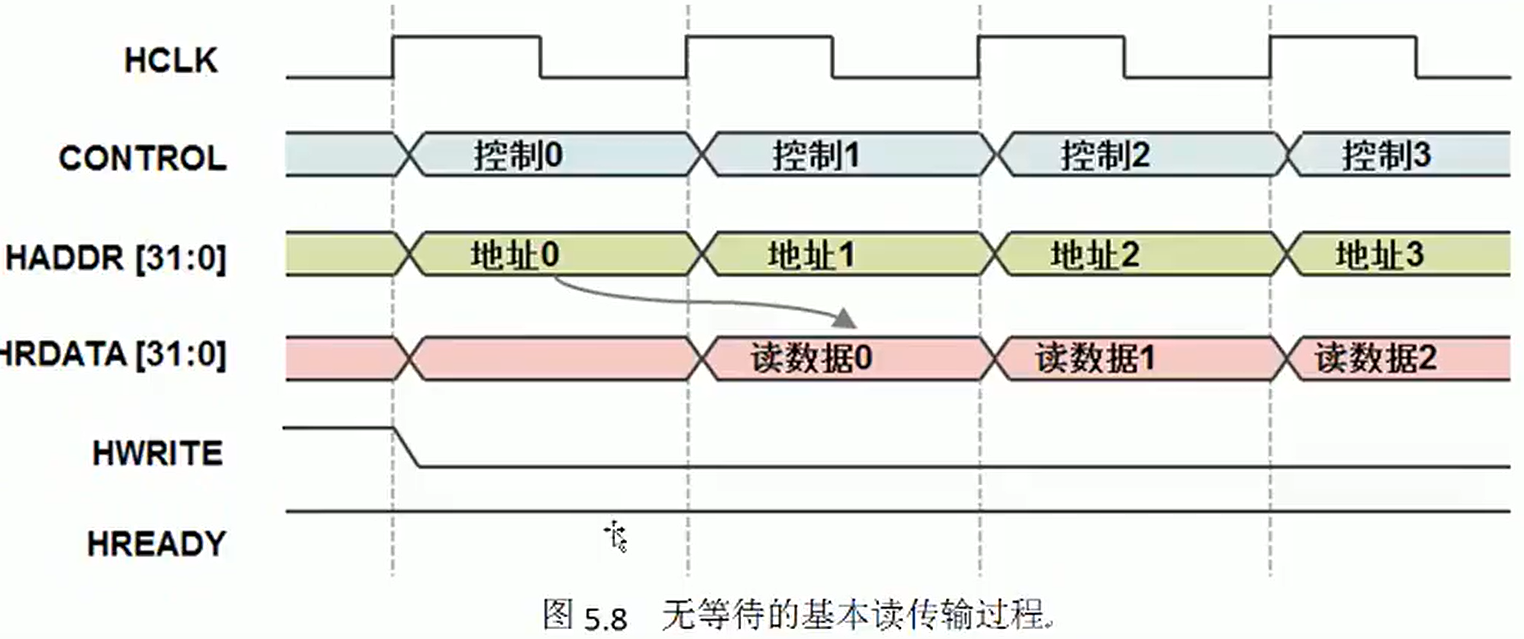 HCLK
CONTROL 控制0 控制1 控制2 控制3
HADDR [31:0] 地址0 地址1 地址2 地址3
HRDATA [31:0] 读数据0 读数据1 读数据2
HWRITE
HREADY
图 5.8 无等待的基本读传输过程。